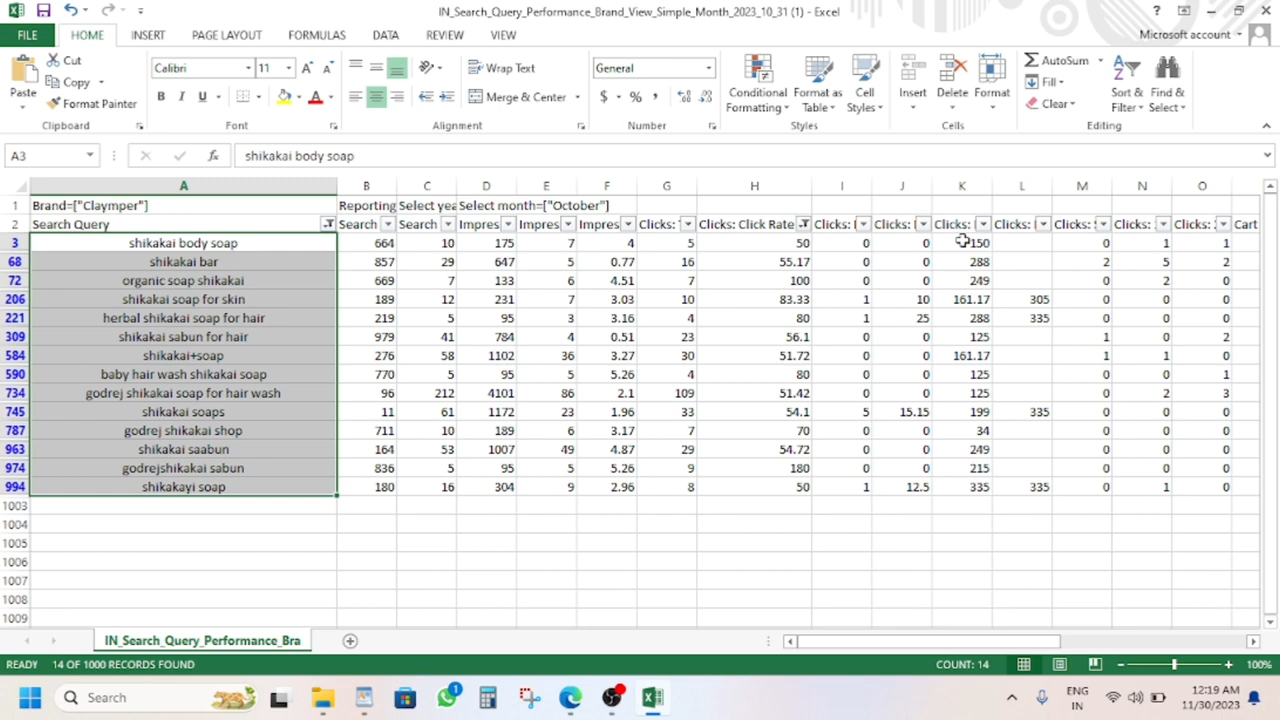 IN_Search_Query_Performance_Brand_View_Simple_Month_2023_10_31 (1) - Excel
FILE HOME INSERT PAGE LAYOUT FORMULAS DATA REVIEW VIEW Microsoft account
Paste Cut Copy Format Painter Clipboard
Calibri 11 B I U A Font
Wrap Text Merge & Center Alignment
General $ % , Number
Conditional Formatting Format as Table Cell Styles Styles
Insert Delete Format Cells
AutoSum Fill Clear Sort & Filter Find & Select Editing
A3 fx shikakai body soap
A B C D E F G H I J K L M N O
1 Brand=["Claymper"] Reporting Select yea Select month=["October"]
2 Search Query Search Search Impres Impres Impres Clicks: Clicks: Click Rate Clicks: Clicks: Clicks: Clicks: Clicks: Clicks: Clicks: Cart
3 shikakai body soap 664 10 175 7 4 5 50 0 0 150 0 1 1
68 shikakai bar 857 29 647 5 0.77 16 55.17 0 0 288 2 5 2
72 organic soap shikakai 669 7 133 6 4.51 7 100 0 0 249 0 2 0
206 shikakai soap for skin 189 12 231 7 3.03 10 83.33 1 10 161.17 305 0 0 0
221 herbal shikakai soap for hair 219 5 95 3 3.16 4 80 1 25 288 335 0 0 0
309 shikakai sabun for hair 979 41 784 4 0.51 23 56.1 0 0 125 1 0 2
584 shikakai+soap 276 58 1102 36 3.27 30 51.72 0 0 161.17 1 1 0
590 baby hair wash shikakai soap 770 5 95 5 5.26 4 80 0 0 125 0 0 1
734 godrej shikakai soap for hair wash 96 212 4101 86 2.1 109 51.42 0 0 125 0 2 3
745 shikakai soaps 11 61 1172 23 1.96 33 54.1 5 15.15 199 335 0 0 0
787 godrej shikakai shop 711 10 189 6 3.17 7 70 0 0 34 0 0 0
963 shikakai saabun 164 53 1007 49 4.87 29 54.72 0 0 249 0 0 0
974 godrejshikakai sabun 836 5 95 5 5.26 9 180 0 0 215 0 0 0
994 shikakayi soap 180 16 304 9 2.96 8 50 1 12.5 335 335 0 1 0
1003
1004
1005
1006
1007
1008
1009
IN_Search_Query_Performance_Bra
READY 14 OF 1000 RECORDS FOUND COUNT: 14 100%
Search 1 ENG IN 12:19 AM 11/30/2023